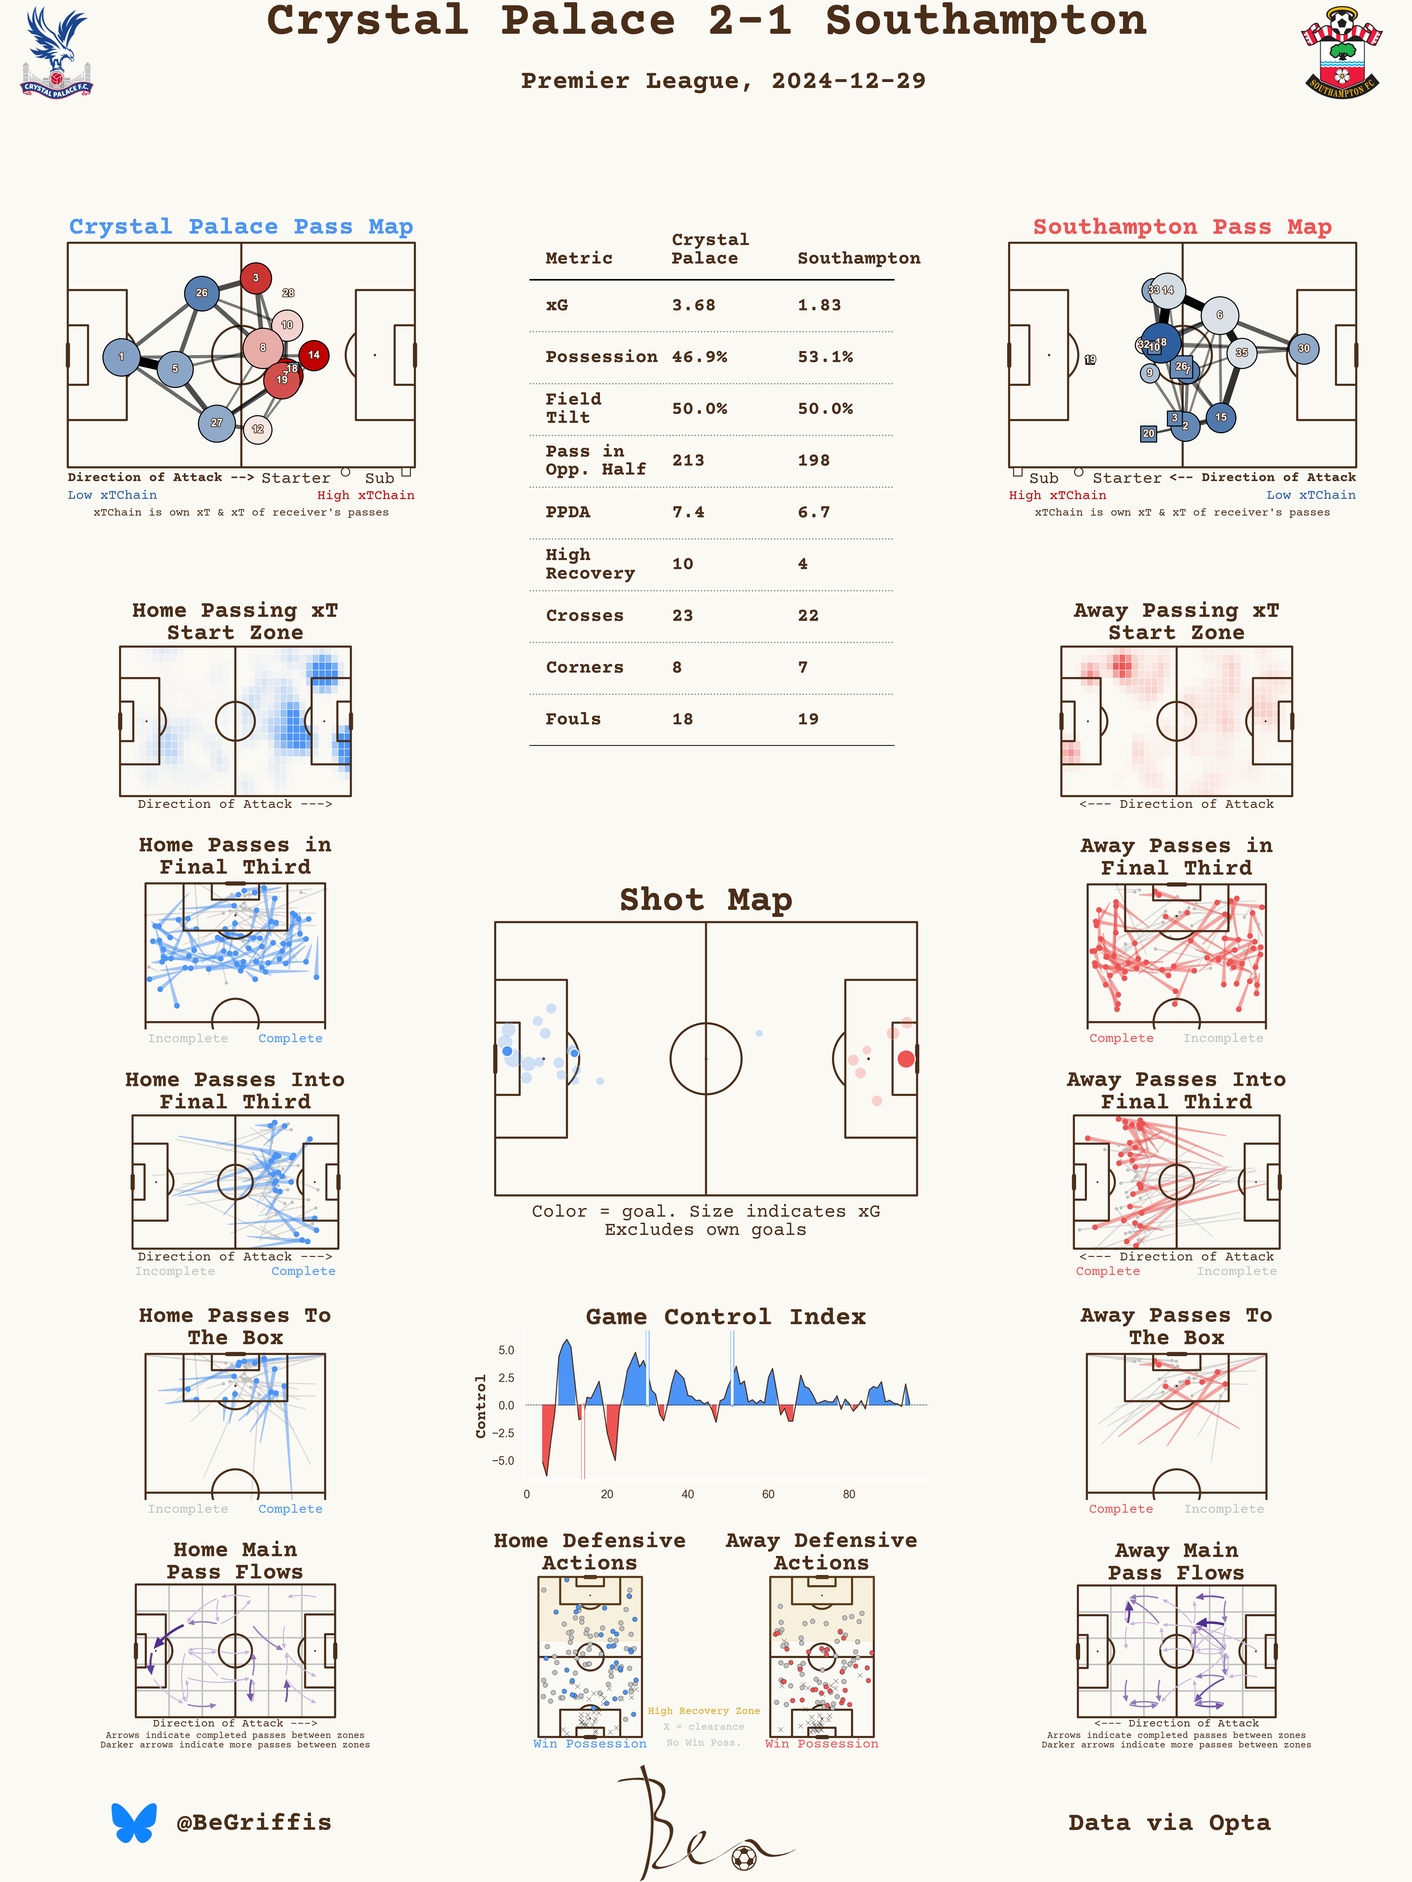 Crystal Palace 2-1 Southampton
Premier League, 2024-12-29
CRYSTAL PALACE F.C.
SOUTHAMPTON FC
Crystal Palace Pass Map
3
26
28
10
8
14
1
5
18
19
27
12
Direction of Attack --> Starter Sub
Low xTChain High xTChain
xTChain is own xT & xT of receiver's passes
Metric Crystal Palace Southampton
xG 3.68 1.83
Possession 46.9% 53.1%
Field Tilt 50.0% 50.0%
Pass in Opp. Half 213 198
PPDA 7.4 6.7
High Recovery 10 4
Crosses 23 22
Corners 8 7
Fouls 18 19
Southampton Pass Map
33 14
6
32 10 18
35
30
19
9
26 7
3
2
15
20
Sub Starter <-- Direction of Attack
High xTChain Low xTChain
xTChain is own xT & xT of receiver's passes
Home Passing xT
Start Zone
Direction of Attack --->
Away Passing xT
Start Zone
<--- Direction of Attack
Home Passes in
Final Third
Incomplete Complete
Away Passes in
Final Third
Complete Incomplete
Shot Map
Color = goal. Size indicates xG
Excludes own goals
Home Passes Into
Final Third
Direction of Attack --->
Incomplete Complete
Away Passes Into
Final Third
<--- Direction of Attack
Complete Incomplete
Game Control Index
Control
5.0
2.5
0.0
−2.5
−5.0
0 20 40 60 80
Home Passes To
The Box
Incomplete Complete
Away Passes To
The Box
Complete Incomplete
Home Main
Pass Flows
Direction of Attack --->
Arrows indicate completed passes between zones
Darker arrows indicate more passes between zones
Home Defensive
Actions
Win Possession
Away Defensive
Actions
Win Possession
High Recovery Zone
X = clearance
No Win Poss.
Away Main
Pass Flows
<--- Direction of Attack
Arrows indicate completed passes between zones
Darker arrows indicate more passes between zones
@BeGriffis
Ben
Data via Opta